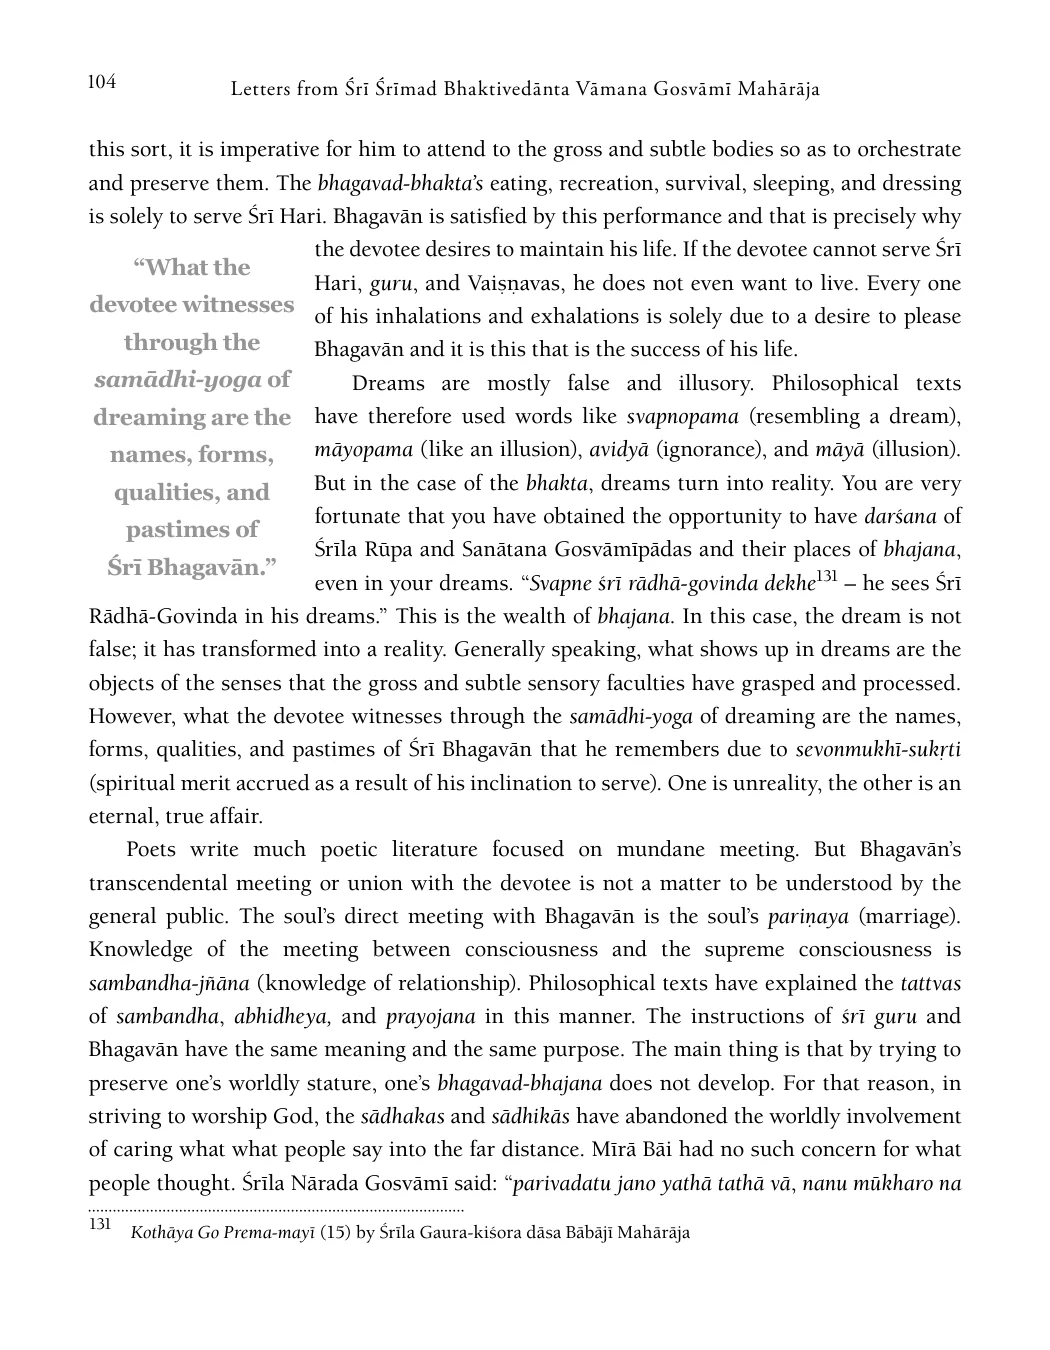 104
Letters from Śrī Śrīmad Bhaktivedānta Vāmana Gosvāmī Mahārāja
this sort, it is imperative for him to attend to the gross and subtle bodies so as to orchestrate
and preserve them. The bhagavad-bhakta’s eating, recreation, survival, sleeping, and dressing
is solely to serve Śrī Hari. Bhagavān is satisfied by this performance and that is precisely why
the devotee desires to maintain his life. If the devotee cannot serve Śrī
Hari, guru, and Vaiṣṇavas, he does not even want to live. Every one
of his inhalations and exhalations is solely due to a desire to please
Bhagavān and it is this that is the success of his life.
“What the
devotee witnesses
through the
samādhi-yoga of
dreaming are the
names, forms,
qualities, and
pastimes of
Śrī Bhagavān.”
Dreams are mostly false and illusory. Philosophical texts
have therefore used words like svapnopama (resembling a dream),
māyopama (like an illusion), avidyā (ignorance), and māyā (illusion).
But in the case of the bhakta, dreams turn into reality. You are very
fortunate that you have obtained the opportunity to have darśana of
Śrīla Rūpa and Sanātana Gosvāmīpādas and their places of bhajana,
even in your dreams. “Svapne śrī rādhā-govinda dekhe131 – he sees Śrī
Rādhā-Govinda in his dreams.” This is the wealth of bhajana. In this case, the dream is not
false; it has transformed into a reality. Generally speaking, what shows up in dreams are the
objects of the senses that the gross and subtle sensory faculties have grasped and processed.
However, what the devotee witnesses through the samādhi-yoga of dreaming are the names,
forms, qualities, and pastimes of Śrī Bhagavān that he remembers due to sevonmukhī-sukṛti
(spiritual merit accrued as a result of his inclination to serve). One is unreality, the other is an
eternal, true affair.
Poets write much poetic literature focused on mundane meeting. But Bhagavān’s
transcendental meeting or union with the devotee is not a matter to be understood by the
general public. The soul’s direct meeting with Bhagavān is the soul’s pariṇaya (marriage).
Knowledge of the meeting between consciousness and the supreme consciousness is
sambandha-jñāna (knowledge of relationship). Philosophical texts have explained the tattvas
of sambandha, abhidheya, and prayojana in this manner. The instructions of śrī guru and
Bhagavān have the same meaning and the same purpose. The main thing is that by trying to
preserve one’s worldly stature, one’s bhagavad-bhajana does not develop. For that reason, in
striving to worship God, the sādhakas and sādhikās have abandoned the worldly involvement
of caring what what people say into the far distance. Mīrā Bāi had no such concern for what
people thought. Śrīla Nārada Gosvāmī said: “parivadatu jano yathā tathā vā, nanu mūkharo na
131 Kothāya Go Prema-mayī (15) by Śrīla Gaura-kiśora dāsa Bābājī Mahārāja